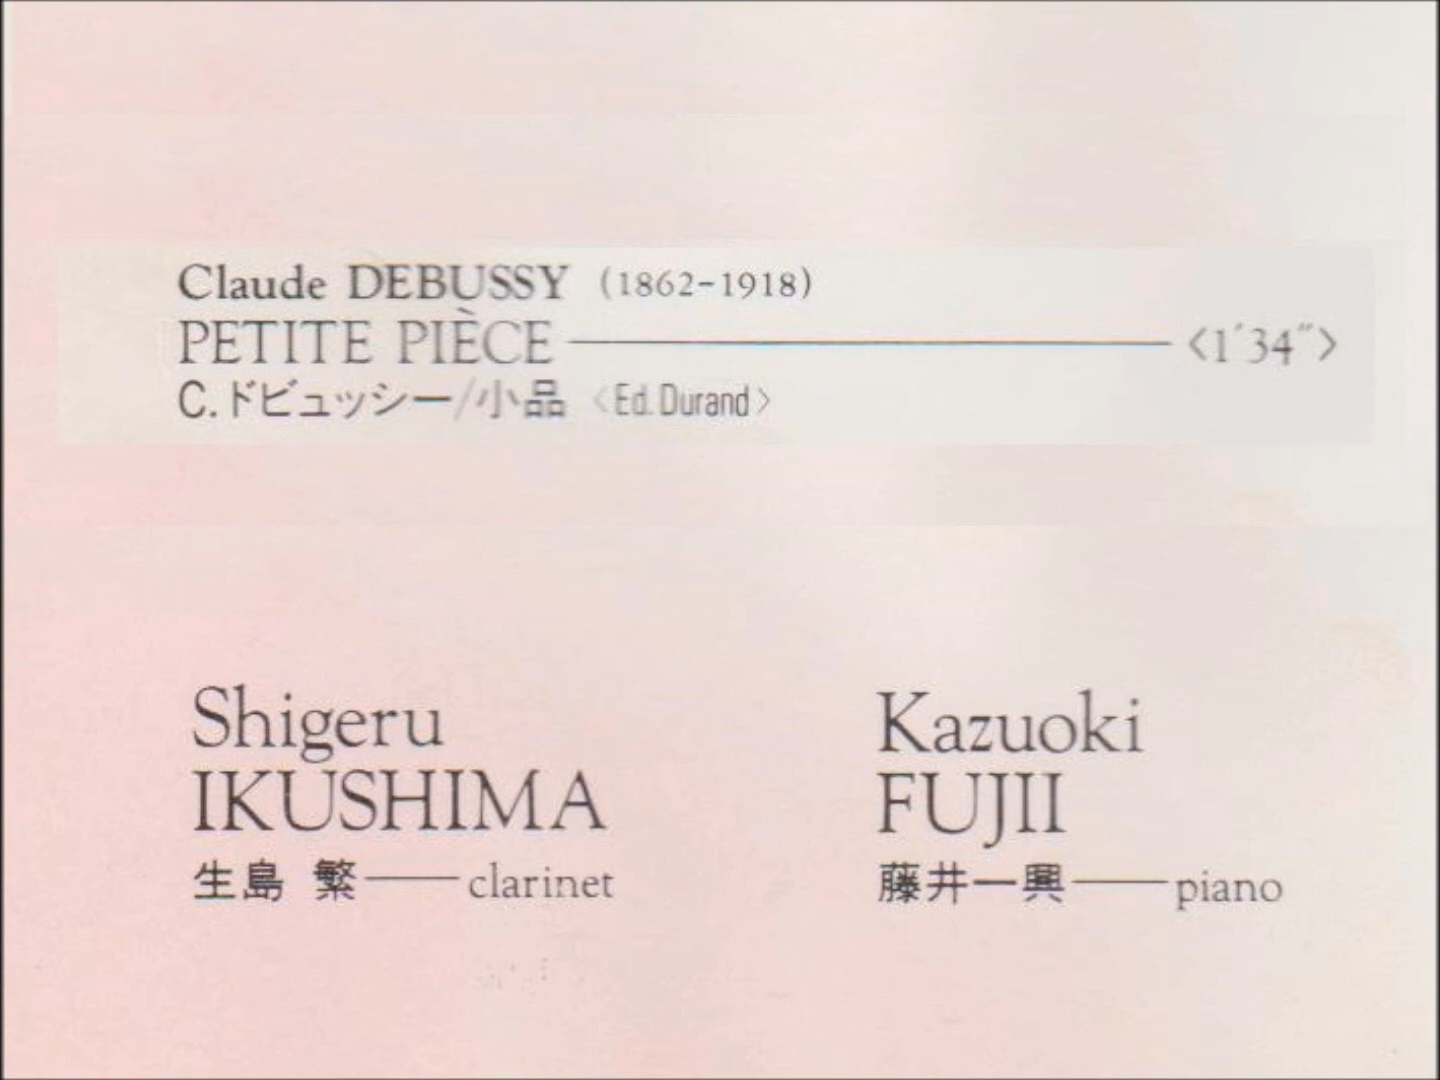 Claude DEBUSSY (1862-1918)
PETITE PIÈCE <1´34˝>
C.ドビュッシー/小品 <Ed. Durand>
Shigeru
IKUSHIMA
生島 繁 clarinet
Kazuoki
FUJII
藤井一興 piano